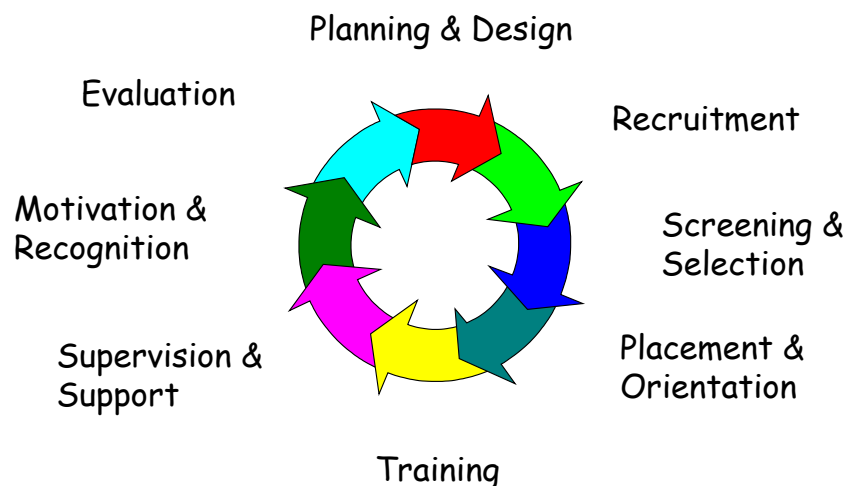 Planning & Design
Evaluation
Recruitment
Motivation &
Recognition
Screening &
Selection
Supervision &
Support
Placement &
Orientation
Training